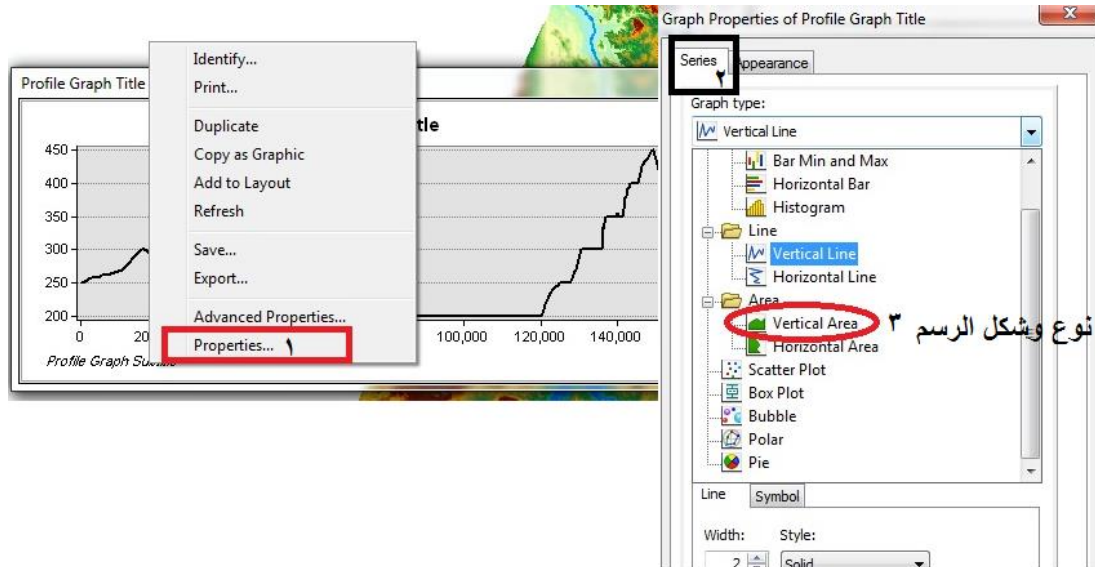 Profile Graph Title
tle
450
400
350
300
250
200
0
20
100,000
120,000
140,000
Profile Graph Su
Identify...
Print...
Duplicate
Copy as Graphic
Add to Layout
Refresh
Save...
Export...
Advanced Properties...
Properties... ١
Graph Properties of Profile Graph Title
X
Series
Appearance
٢
Graph type:
Vertical Line
Bar Min and Max
Horizontal Bar
Histogram
Line
Vertical Line
Horizontal Line
Area
Vertical Area
٣ نوع وشكل الرسم
Horizontal Area
Scatter Plot
Box Plot
Bubble
Polar
Pie
Line
Symbol
Width:
Style:
2
Solid